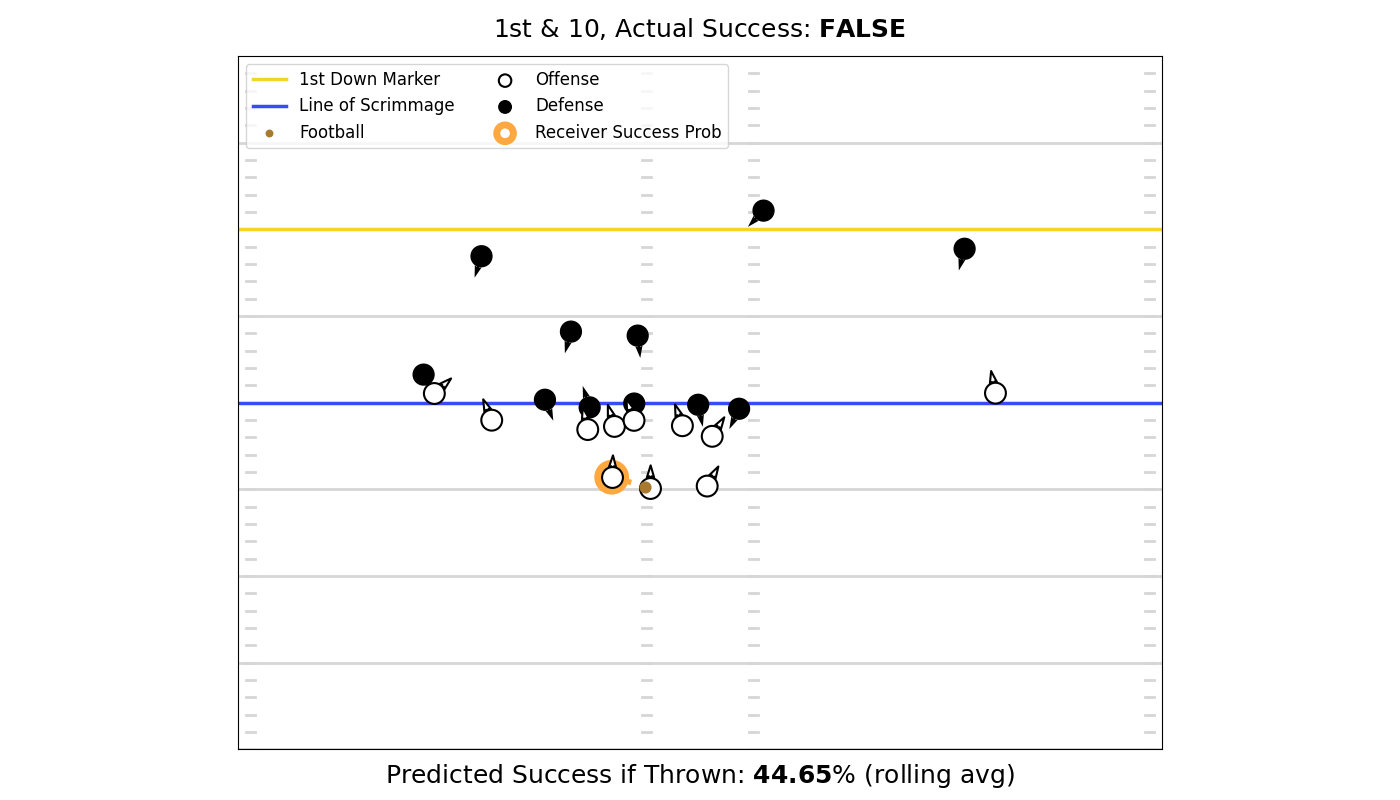 1st & 10, Actual Success: FALSE
1st Down Marker
Line of Scrimmage
Football
Offense
Defense
Receiver Success Prob
Predicted Success if Thrown: 44.65% (rolling avg)